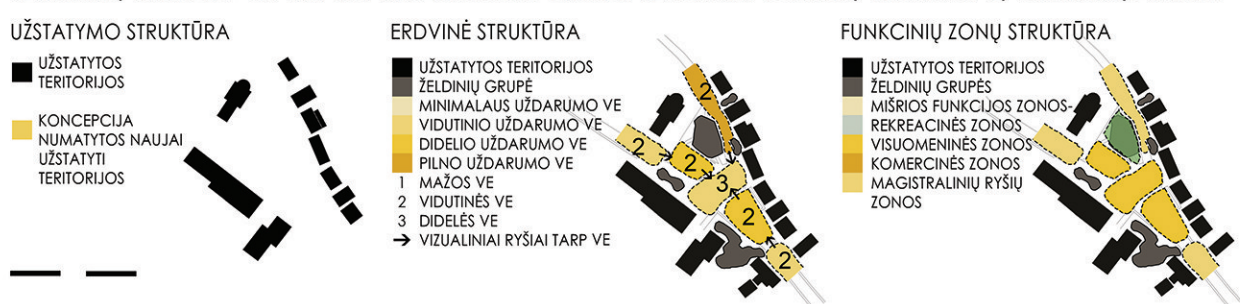 UŽSTATYMO STRUKTŪRA
UŽSTATYTOS
TERITORIJOS
KONCEPCIJA
NUMATYTOS NAUJAI
UŽSTATYTI
TERITORIJOS
ERDVINĖ STRUKTŪRA
UŽSTATYTOS TERITORIJOS
ŽELDINIŲ GRUPĖ
MINIMALAUS UŽDARUMO VE
VIDUTINIO UŽDARUMO VE
DIDELIO UŽDARUMO VE
PILNO UŽDARUMO VE
1 MAŽOS VE
2 VIDUTINĖS VE
3 DIDELĖS VE
→ VIZUALINIAI RYŠIAI TARP VE
2
2
2
3
2
2
FUNKCINIŲ ZONŲ STRUKTŪRA
UŽSTATYTOS TERITORIJOS
ŽELDINIŲ GRUPĖS
MIŠRIOS FUNKCIJOS ZONOS
REKREACINĖS ZONOS
VISUOMENINĖS ZONOS
KOMERCINĖS ZONOS
MAGISTRALINIŲ RYŠIŲ
ZONOS